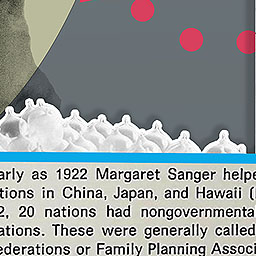 arly as 1922 Margaret Sanger helpe
tions in China, Japan, and Hawaii (
2, 20 nations had nongovernmenta
ations. These were generally called
ederations or Family Planning Associ